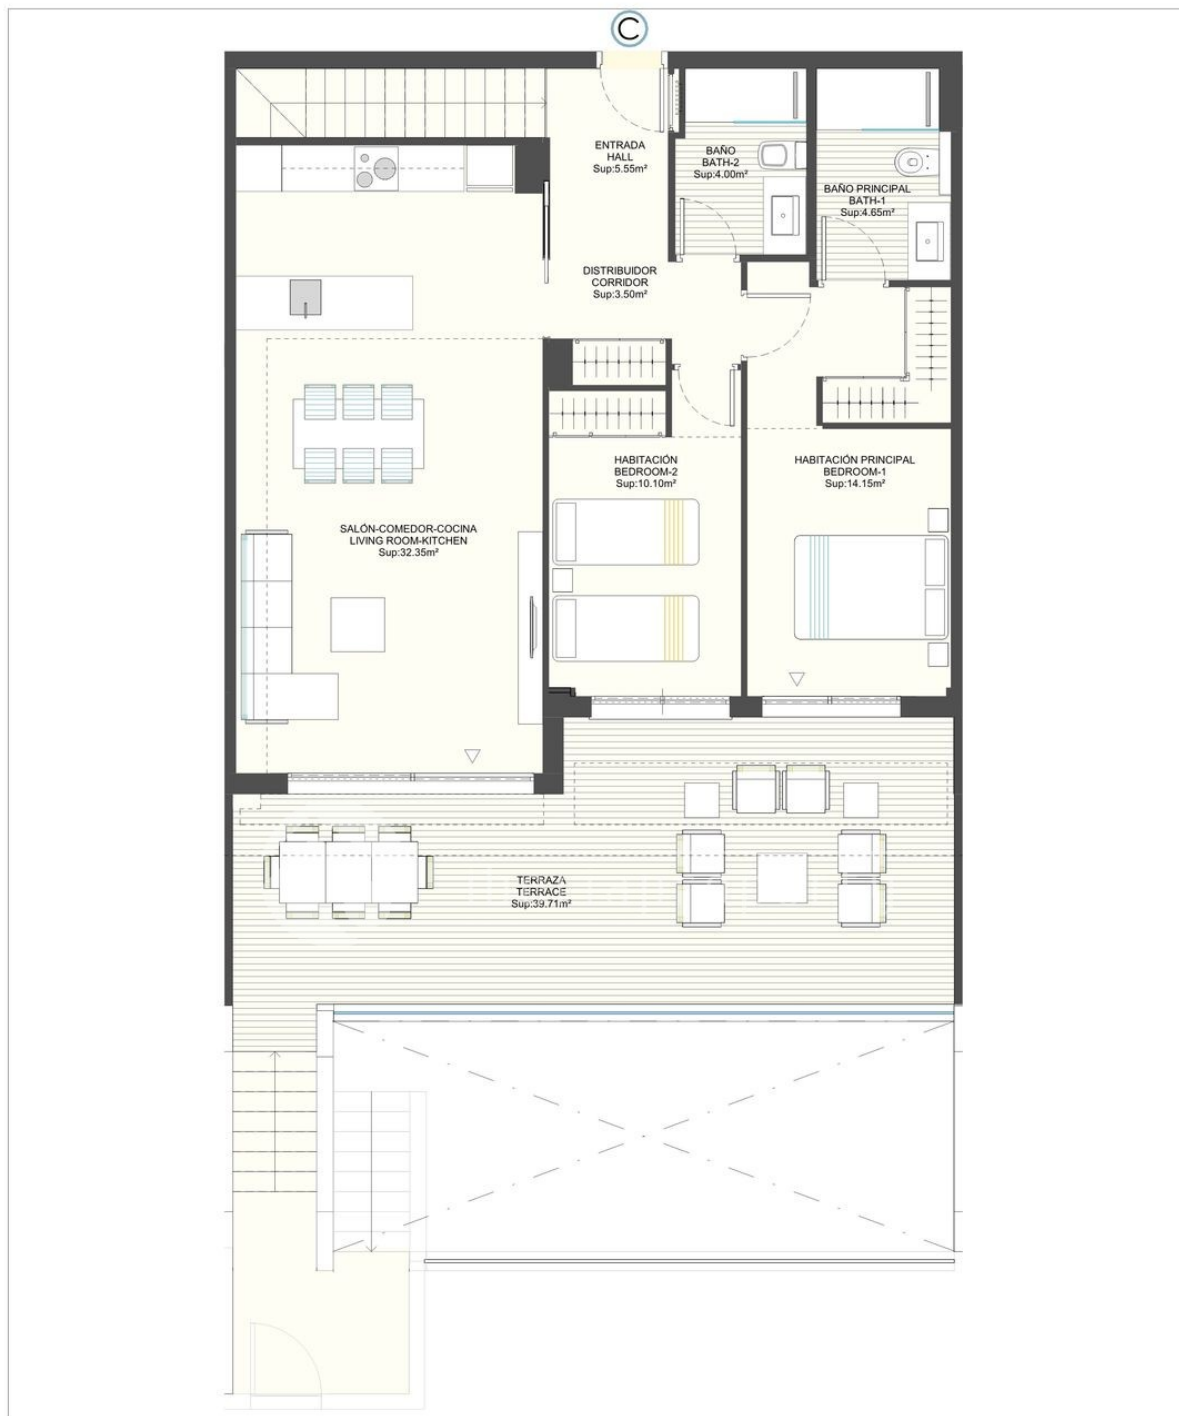 C
ENTRADA
HALL
Sup:5.55m²
BAÑO
BATH-2
Sup:4.00m²
BAÑO PRINCIPAL
BATH-1
Sup:4.65m²
DISTRIBUIDOR
CORRIDOR
Sup:3.50m²
HABITACIÓN
BEDROOM-2
Sup:10.10m²
HABITACIÓN PRINCIPAL
BEDROOM-1
Sup:14.15m²
SALÓN-COMEDOR-COCINA
LIVING ROOM-KITCHEN
Sup:32.35m²
TERRAZA
TERRACE
Sup:39.71m²